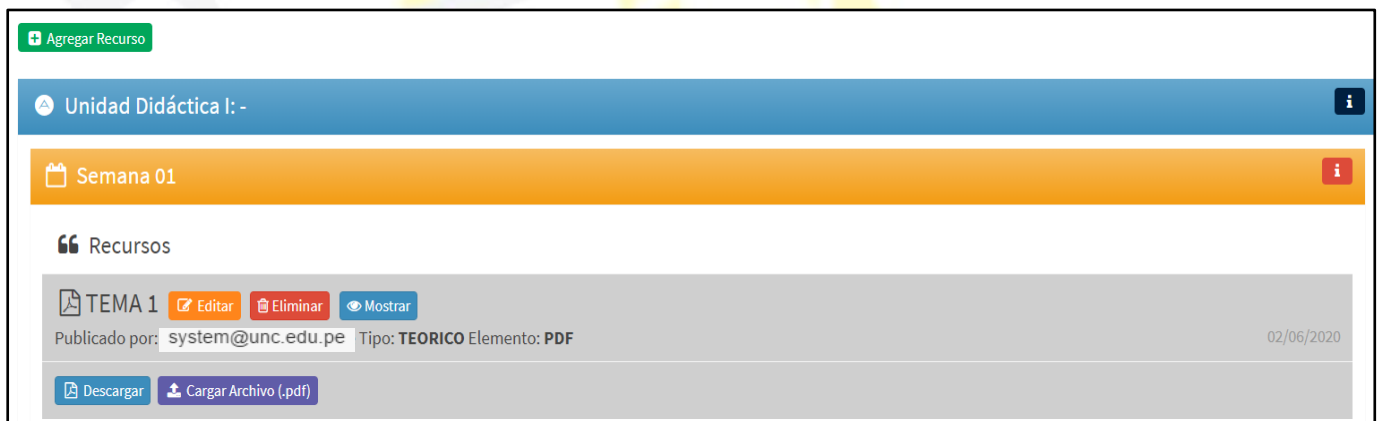 Agregar Recurso
Unidad Didáctica I: -
Semana 01
Recursos
TEMA 1 Editar Eliminar Mostrar
Publicado por: system@unc.edu.pe Tipo: TEORICO Elemento: PDF 02/06/2020
Descargar Cargar Archivo (.pdf)